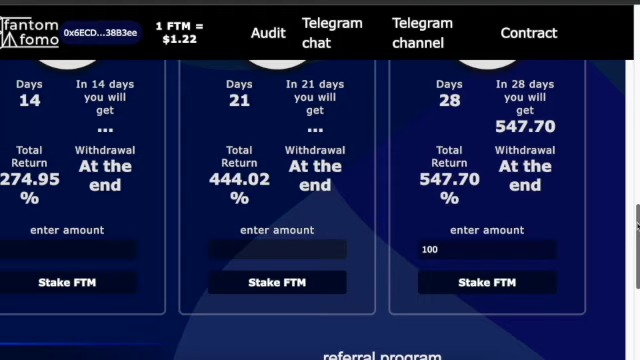 fantom
fomo
0x6ECD...38B3ee
1 FTM =
$1.22
Audit
Telegram
chat
Telegram
channel
Contract
Days
14
In 14 days
you will
get
...
Total
Return
274.95
%
Withdrawal
At the
end
enter amount
Stake FTM
Days
21
In 21 days
you will
get
...
Total
Return
444.02
%
Withdrawal
At the
end
enter amount
Stake FTM
Days
28
In 28 days
you will
get
547.70
Total
Return
547.70
%
Withdrawal
At the
end
enter amount
100
Stake FTM
referral program